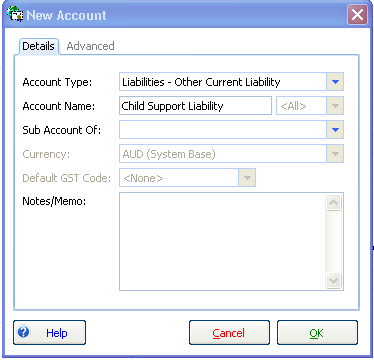 New Account
Details Advanced
Account Type: Liabilities - Other Current Liability
Account Name: Child Support Liability <All>
Sub Account Of:
Currency: AUD (System Base)
Default GST Code: <None>
Notes/Memo:
? Help Cancel OK